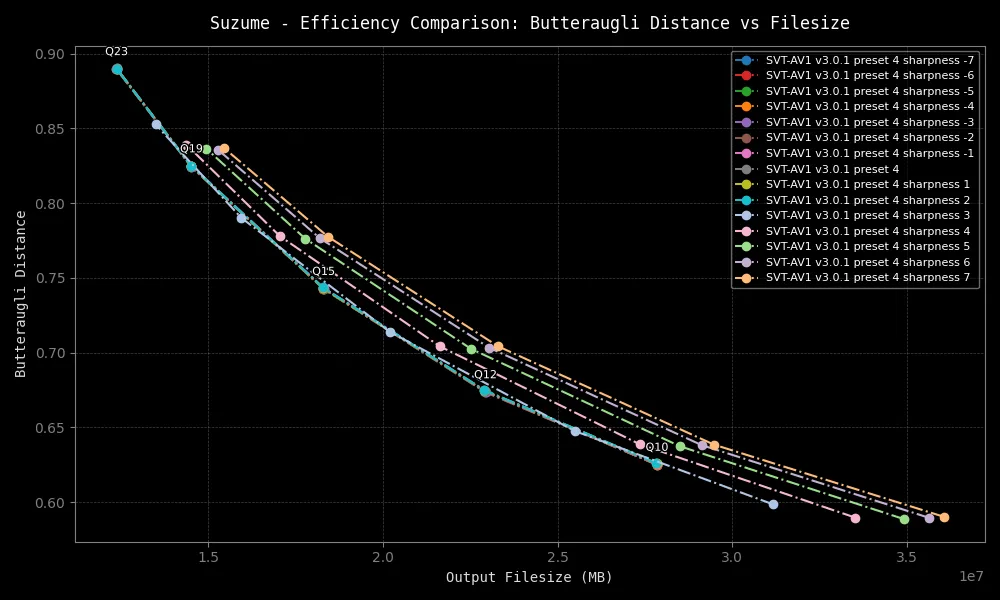 Suzume - Efficiency Comparison: Butteraugli Distance vs Filesize
Butteraugli Distance
0.90
0.85
0.80
0.75
0.70
0.65
0.60
Q23
Q19
Q15
Q12
Q10
SVT-AV1 v3.0.1 preset 4 sharpness -7
SVT-AV1 v3.0.1 preset 4 sharpness -6
SVT-AV1 v3.0.1 preset 4 sharpness -5
SVT-AV1 v3.0.1 preset 4 sharpness -4
SVT-AV1 v3.0.1 preset 4 sharpness -3
SVT-AV1 v3.0.1 preset 4 sharpness -2
SVT-AV1 v3.0.1 preset 4 sharpness -1
SVT-AV1 v3.0.1 preset 4
SVT-AV1 v3.0.1 preset 4 sharpness 1
SVT-AV1 v3.0.1 preset 4 sharpness 2
SVT-AV1 v3.0.1 preset 4 sharpness 3
SVT-AV1 v3.0.1 preset 4 sharpness 4
SVT-AV1 v3.0.1 preset 4 sharpness 5
SVT-AV1 v3.0.1 preset 4 sharpness 6
SVT-AV1 v3.0.1 preset 4 sharpness 7
1.5 2.0 2.5 3.0 3.5
1e7
Output Filesize (MB)